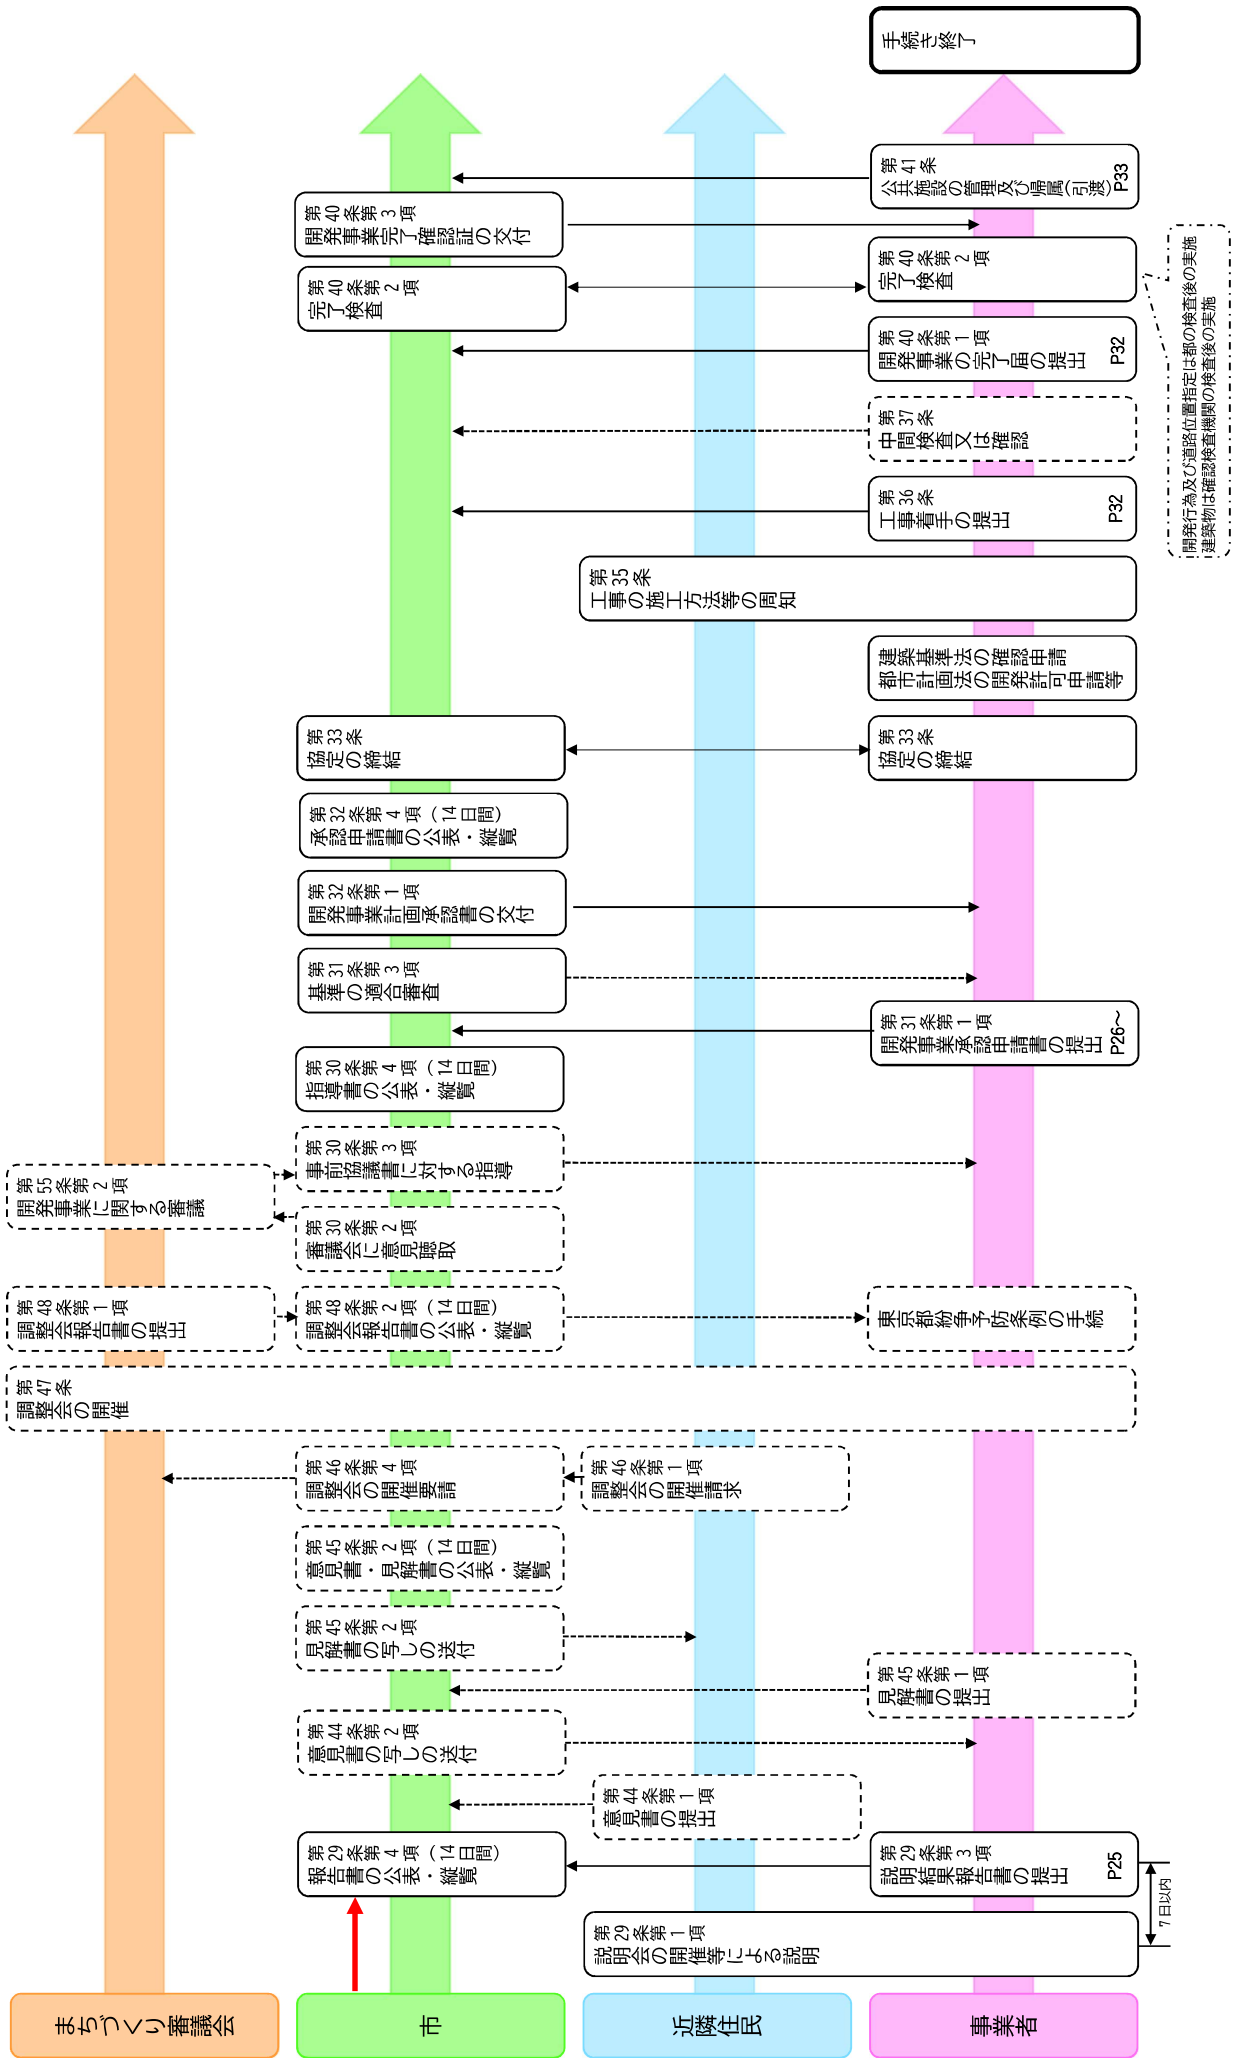 まちづくり審議会
市
近隣住民
事業者
第29条第1項
説明会の開催等による説明
7日以内
第29条第3項
説明結果報告書の提出
P25
第29条第4項（14日間）
報告書の公表・縦覧
第44条第1項
意見書の提出
第44条第2項
意見書の写しの送付
第45条第1項
見解書の提出
第45条第2項
見解書の写しの送付
第45条第2項（14日間）
意見書・見解書の公表・縦覧
第46条第1項
調整会の開催請求
第46条第4項
調整会の開催要請
第47条
調整会の開催
第48条第1項
調整会報告書の提出
第48条第2項（14日間）
調整会報告書の公表・縦覧
東京都紛争予防条例の手続
第30条第2項
審議会に意見聴取
第55条第2項
開発事業に関する審議
第30条第3項
事前協議書に対する指導
第30条第4項（14日間）
指導書の公表・縦覧
第31条第1項
開発事業承認申請書の提出
P26～
第31条第3項
基準の適合審査
第32条第1項
開発事業計画承認書の交付
第32条第4項（14日間）
承認申請書の公表・縦覧
第33条
協定の締結
第33条
協定の締結
建築基準法の確認申請
都市計画法の開発許可申請等
第35条
工事の施工方法等の周知
第36条
工事着手の提出
P32
第37条
中間検査又は確認
第40条第1項
開発事業の完了届の提出
P32
第40条第2項
完了検査
第40条第2項
完了検査
開発行為及び道路位置指定は都の検査後の実施
建築物は確認検査機関の検査後の実施
第40条第3項
開発事業完了確認証の交付
第41条
公共施設の管理及び帰属(引渡)
P33
手続き終了